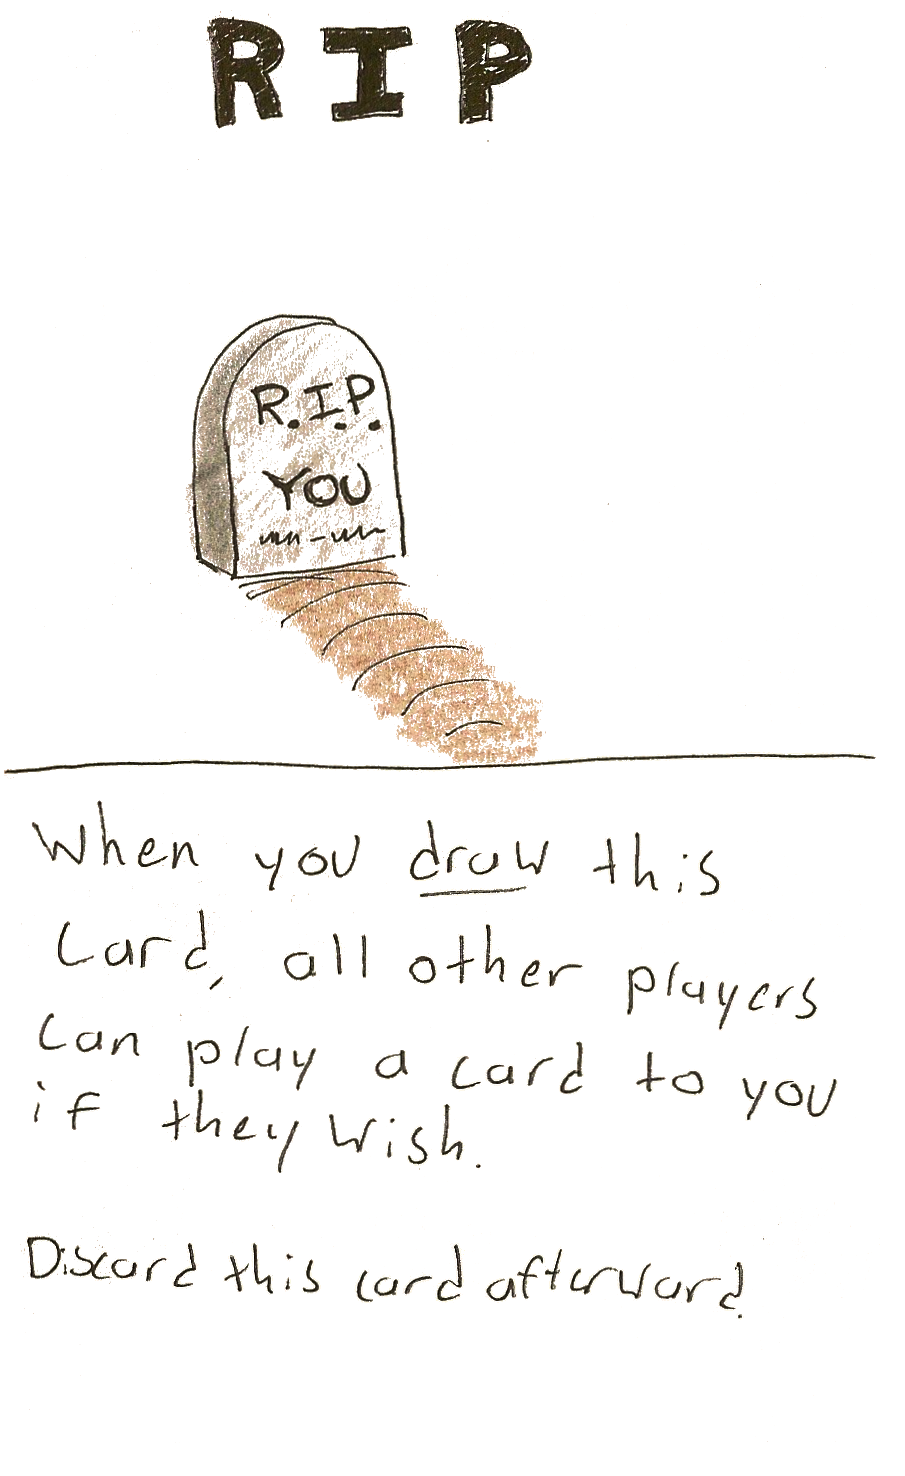 RIP
R.I.P.
YOU
When you draw this
Card, all other players
Can play a card to you
if they wish.
Discard this card afterward.